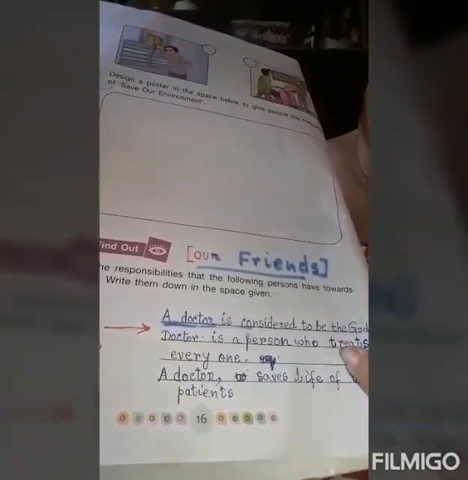 Design a poster in the space below to give people the
of 'Save Our Environment'.
Find Out
[our Friends]
he responsibilities that the following persons have towards
Write them down in the space given.
A doctor is considered to be the God
Doctor is a person who treats
every one.
A doctor, saves life of
patients
16
FILMIGO